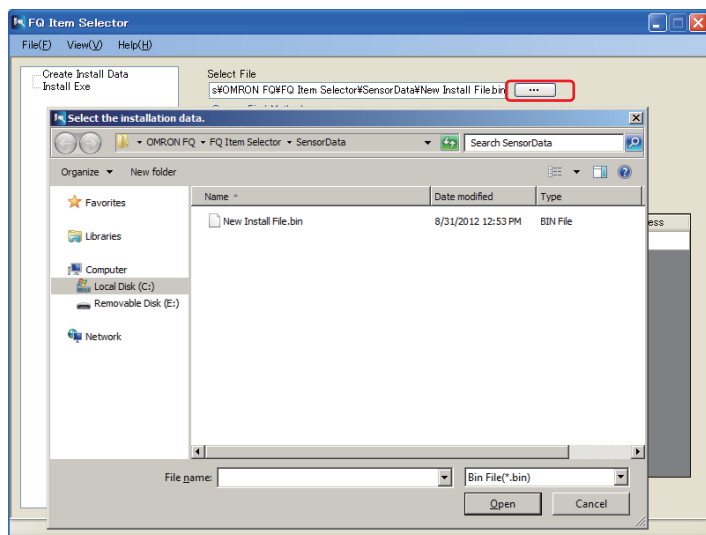 FQ Item Selector
File(F) View(V) Help(H)
Create Install Data
Install Exe
Select File
s¥OMRON FQ¥FQ Item Selector¥SensorData¥New Install File.bin
...
Select the installation data.
OMRON FQ FQ Item Selector SensorData
Search SensorData
Organize New folder
Name Date modified Type
Favorites
New Install File.bin 8/31/2012 12:53 PM BIN File
ess
Libraries
Computer
Local Disk (C:)
Removable Disk (E:)
Network
File name:
Bin File(*.bin)
Open Cancel